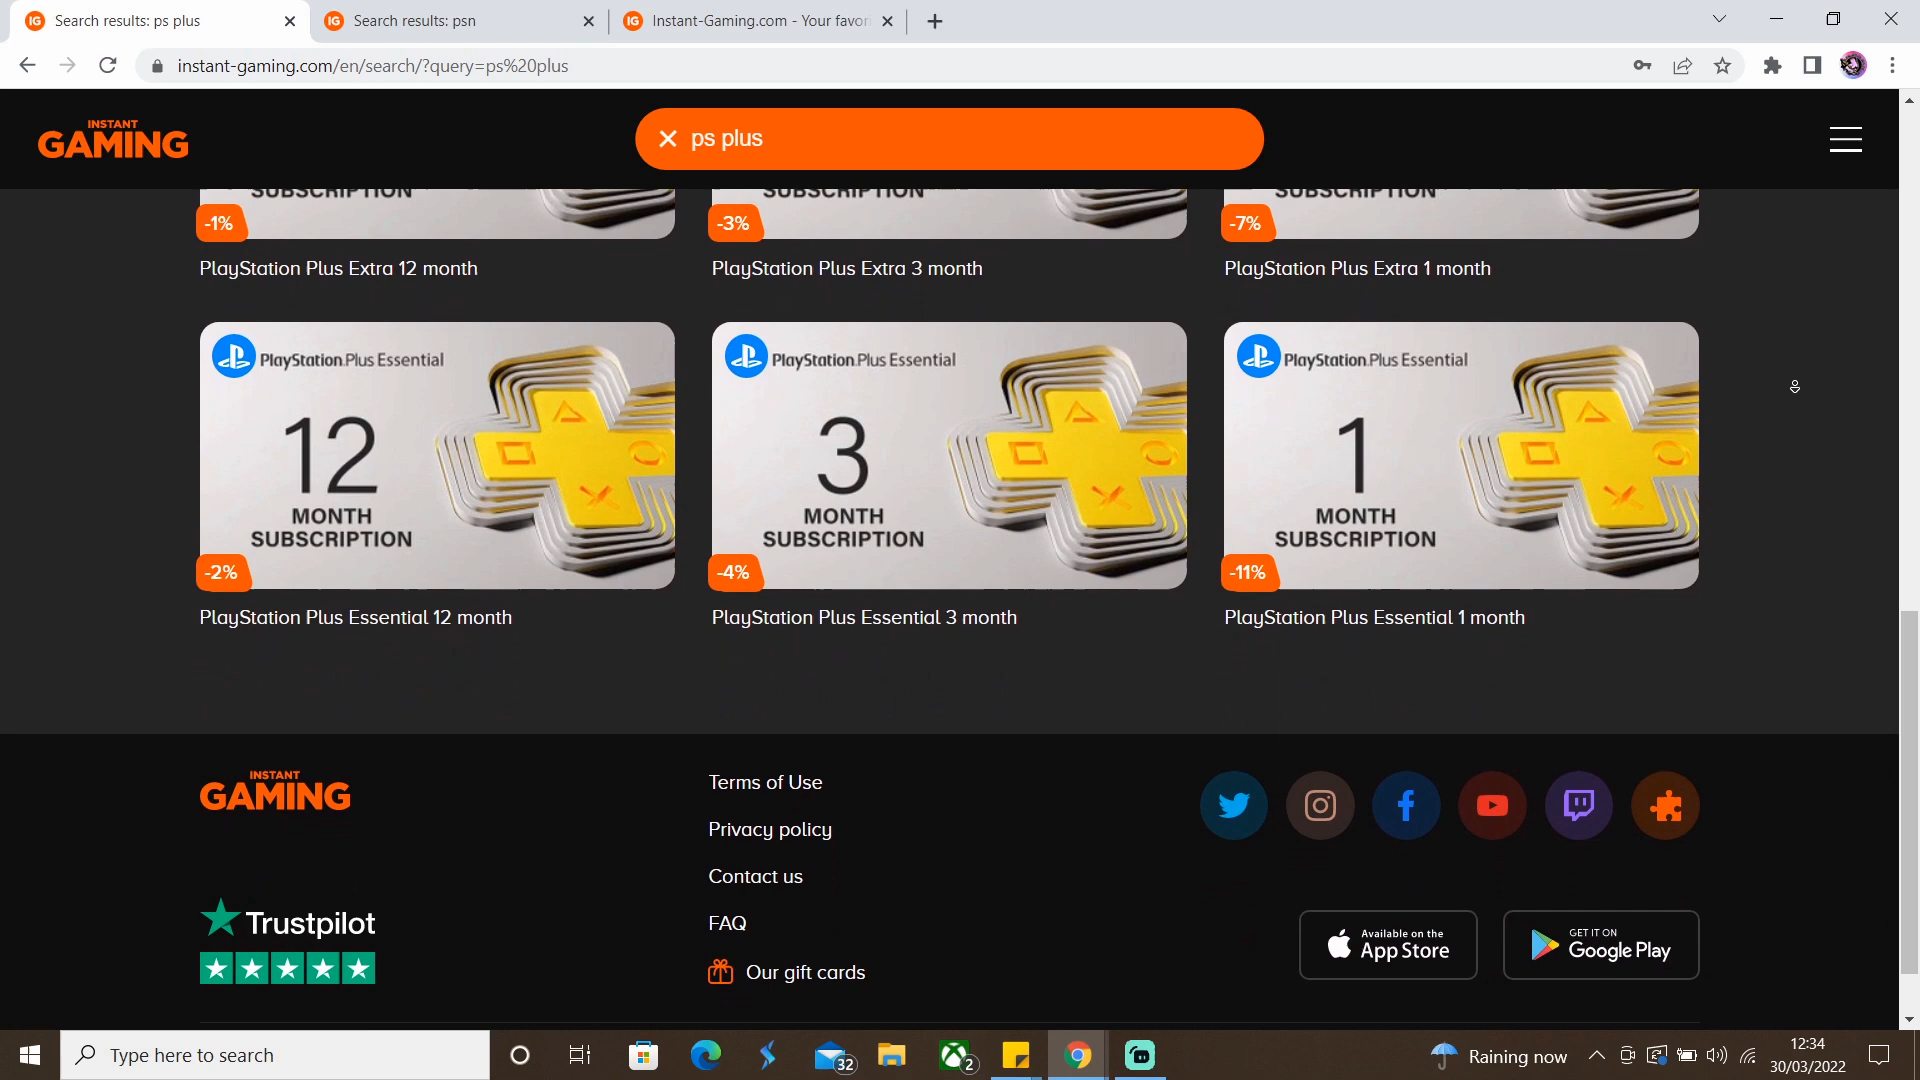 Search results: ps plus
Search results: psn
Instant-Gaming.com - Your favor
instant-gaming.com/en/search/?query=ps%20plus
INSTANT
GAMING
ps plus
SUBSCRIPTION
SUBSCRIPTION
SUBSCRIPTION
-1%
-3%
-7%
PlayStation Plus Extra 12 month
PlayStation Plus Extra 3 month
PlayStation Plus Extra 1 month
PlayStation.Plus Essential
12
MONTH
SUBSCRIPTION
-2%
PlayStation.Plus Essential
3
MONTH
SUBSCRIPTION
-4%
PlayStation.Plus Essential
1
MONTH
SUBSCRIPTION
-11%
PlayStation Plus Essential 12 month
PlayStation Plus Essential 3 month
PlayStation Plus Essential 1 month
INSTANT
GAMING
Trustpilot
Terms of Use
Privacy policy
Contact us
FAQ
Our gift cards
Available on the
App Store
GET IT ON
Google Play
Type here to search
32
2
Raining now
12:34
30/03/2022